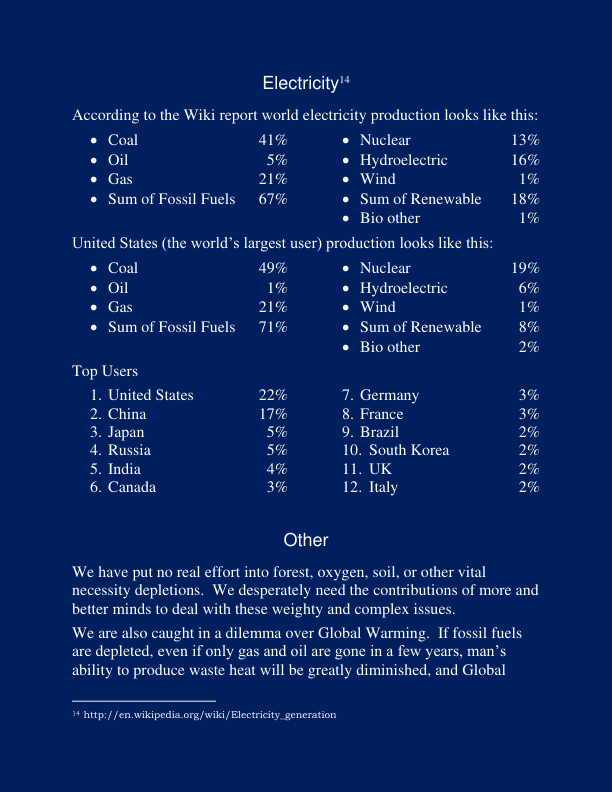 Electricity14
According to the Wiki report world electricity production looks like this:
• Coal 41%
• Oil 5%
• Gas 21%
• Sum of Fossil Fuels 67%
• Nuclear 13%
• Hydroelectric 16%
• Wind 1%
• Sum of Renewable 18%
• Bio other 1%
United States (the world’s largest user) production looks like this:
• Coal 49%
• Oil 1%
• Gas 21%
• Sum of Fossil Fuels 71%
• Nuclear 19%
• Hydroelectric 6%
• Wind 1%
• Sum of Renewable 8%
• Bio other 2%
Top Users
1. United States 22%
2. China 17%
3. Japan 5%
4. Russia 5%
5. India 4%
6. Canada 3%
7. Germany 3%
8. France 3%
9. Brazil 2%
10. South Korea 2%
11. UK 2%
12. Italy 2%
Other
We have put no real effort into forest, oxygen, soil, or other vital
necessity depletions.  We desperately need the contributions of more and
better minds to deal with these weighty and complex issues.
We are also caught in a dilemma over Global Warming.  If fossil fuels
are depleted, even if only gas and oil are gone in a few years, man’s
ability to produce waste heat will be greatly diminished, and Global
14 http://en.wikipedia.org/wiki/Electricity_generation